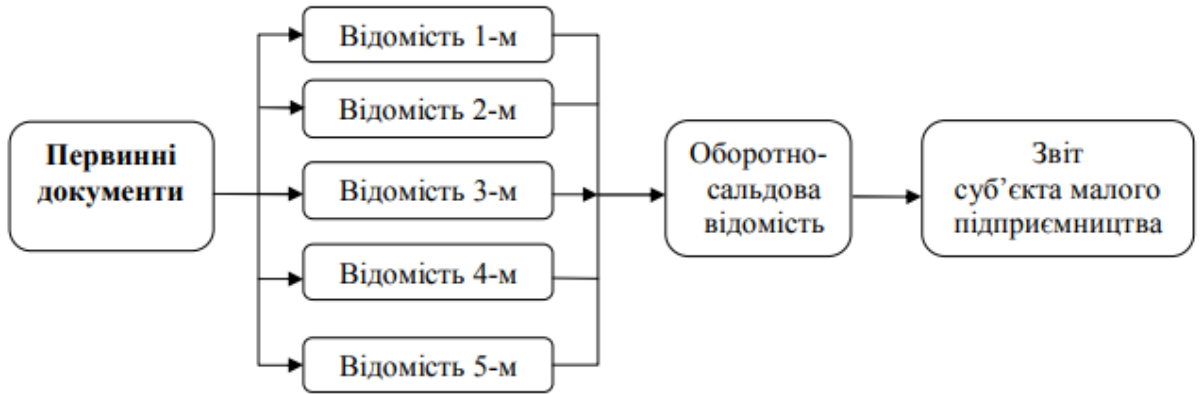 Первинні
документи
Відомість 1-м
Відомість 2-м
Відомість 3-м
Відомість 4-м
Відомість 5-м
Оборотно-
сальдова
відомість
Звіт
суб’єкта малого
підприємництва